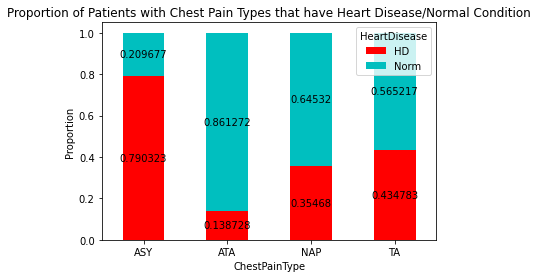 Proportion of Patients with Chest Pain Types that have Heart Disease/Normal Condition
HeartDisease
HD
Norm
1.0
0.8
0.6
0.4
0.2
0.0
Proportion
0.209677
0.790323
0.861272
0.138728
0.64532
0.35468
0.565217
0.434783
ASY
ATA
NAP
TA
ChestPainType